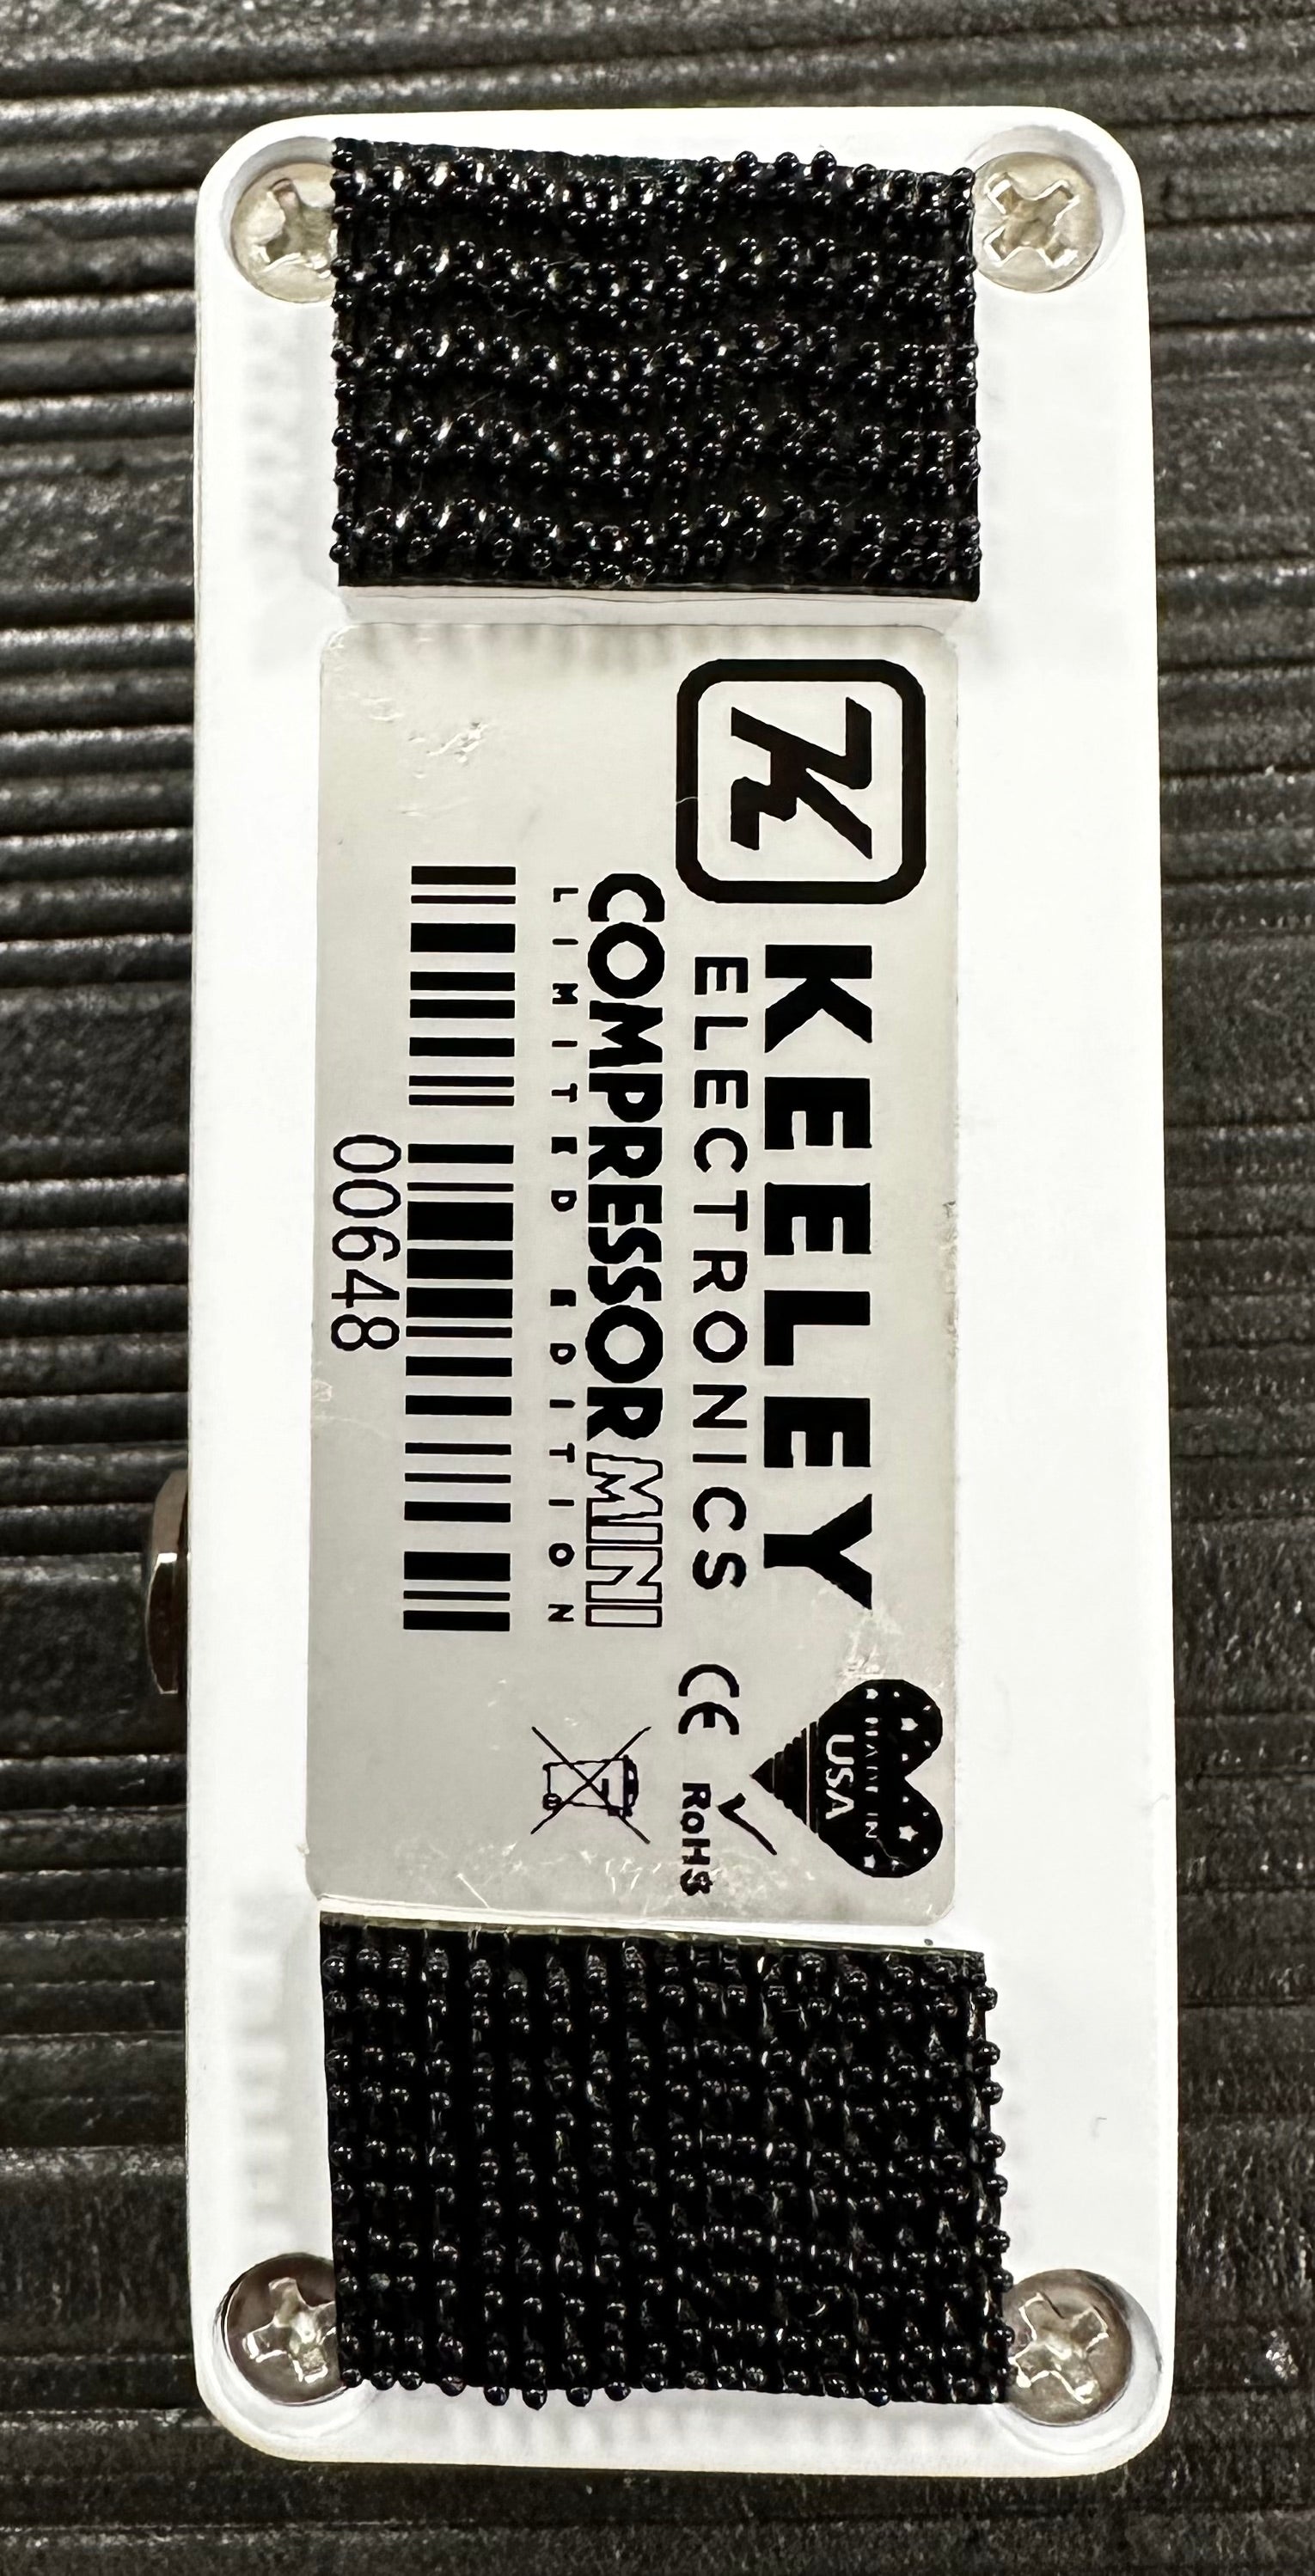 KEELEY
ELECTRONICS
COMPRESSOR MINI
LIMITED EDITION
00648
MADE IN
USA
CE
RoHS